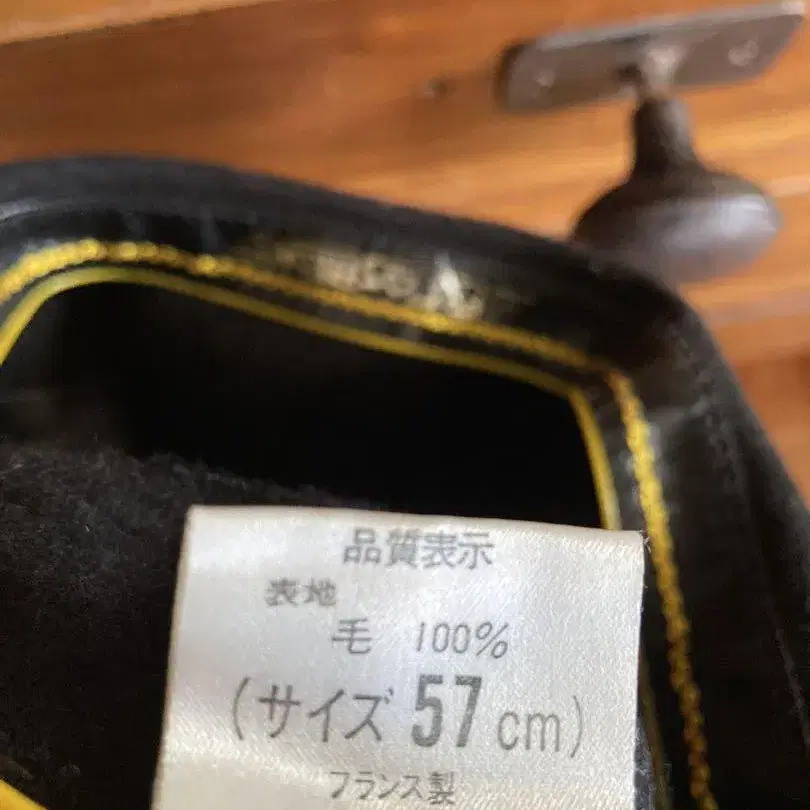 品質表示
表地
毛 100%
(サイズ 57 cm)
フランス製